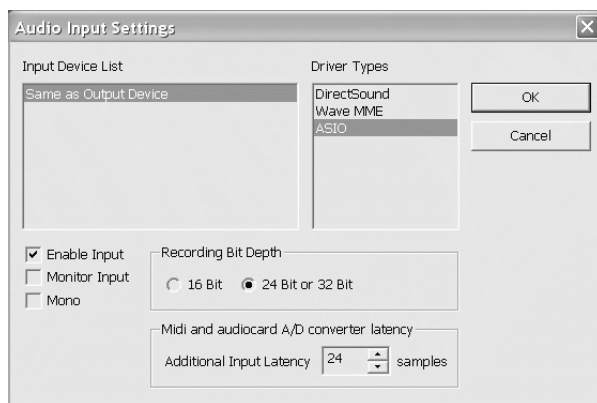 Audio Input Settings
Input Device List
Same as Output Device
Driver Types
DirectSound
Wave MME
ASIO
OK
Cancel
Enable Input
Monitor Input
Mono
Recording Bit Depth
16 Bit
24 Bit or 32 Bit
Midi and audiocard A/D converter latency
Additional Input Latency 24 samples